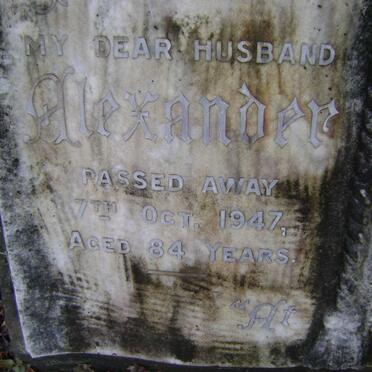 MY DEAR HUSBAND
Alexander
PASSED AWAY
7TH OCT. 1947,
AGED 84 YEARS.
"At